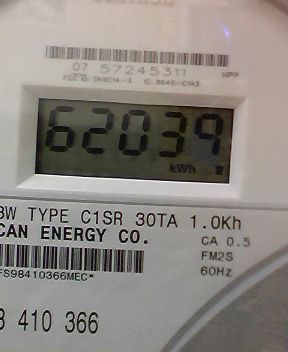 07 57245311 HPP
62039
kWh
3W TYPE C1SR 30TA 1.0Kh
CAN ENERGY CO. CA 0.5
FM2S
FS98410366MEC* 60Hz
410 366